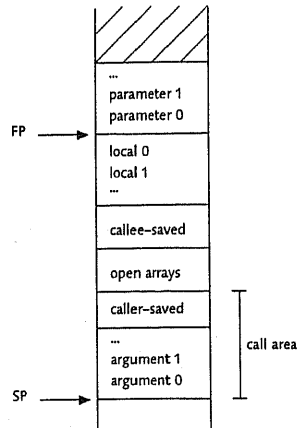 ...
parameter 1
parameter 0
FP
local 0
local 1
...
callee-saved
open arrays
caller-saved
...
call area
argument 1
argument 0
SP